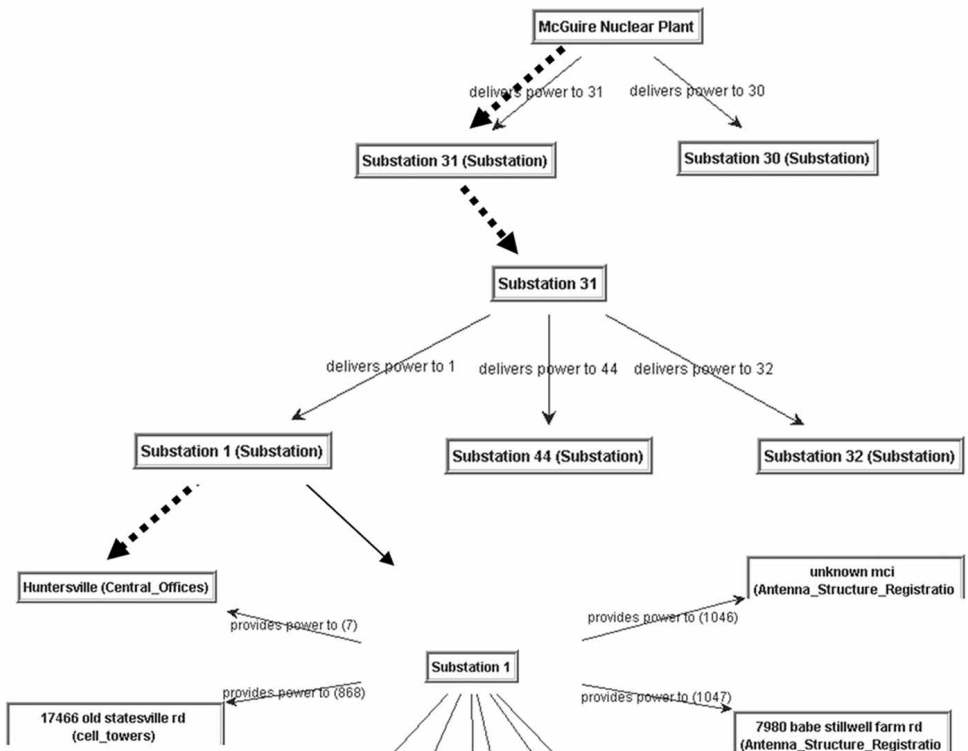 McGuire Nuclear Plant
delivers power to 31
delivers power to 30
Substation 31 (Substation)
Substation 30 (Substation)
Substation 31
delivers power to 1
delivers power to 44
delivers power to 32
Substation 1 (Substation)
Substation 44 (Substation)
Substation 32 (Substation)
Huntersville (Central_Offices)
unknown mci
(Antenna_Structure_Registratio
provides power to (7)
provides power to (1046)
Substation 1
provides power to (868)
provides power to (1047)
17466 old statesville rd
(cell_towers)
7980 babe stillwell farm rd
(Antenna_Structure_Registratio